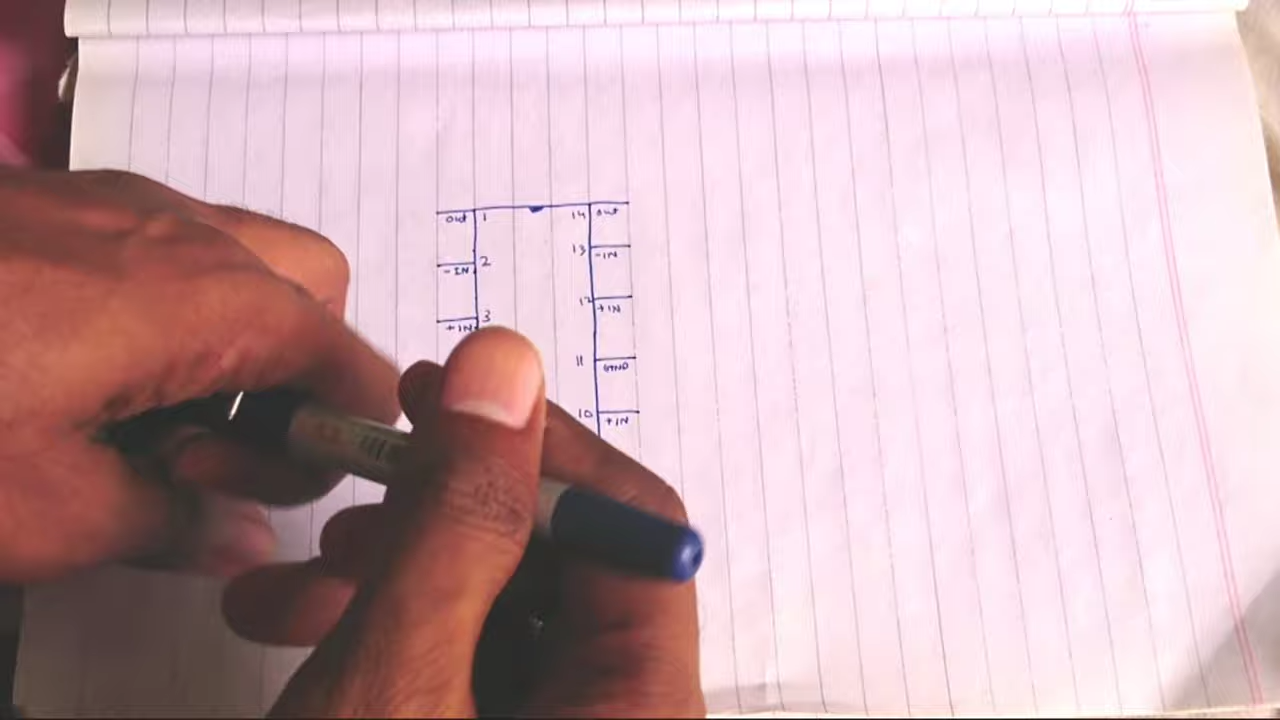 out 1 14 out
-IN 2 13 -IN
+IN 3 12 +IN
11 GND
10 +IN